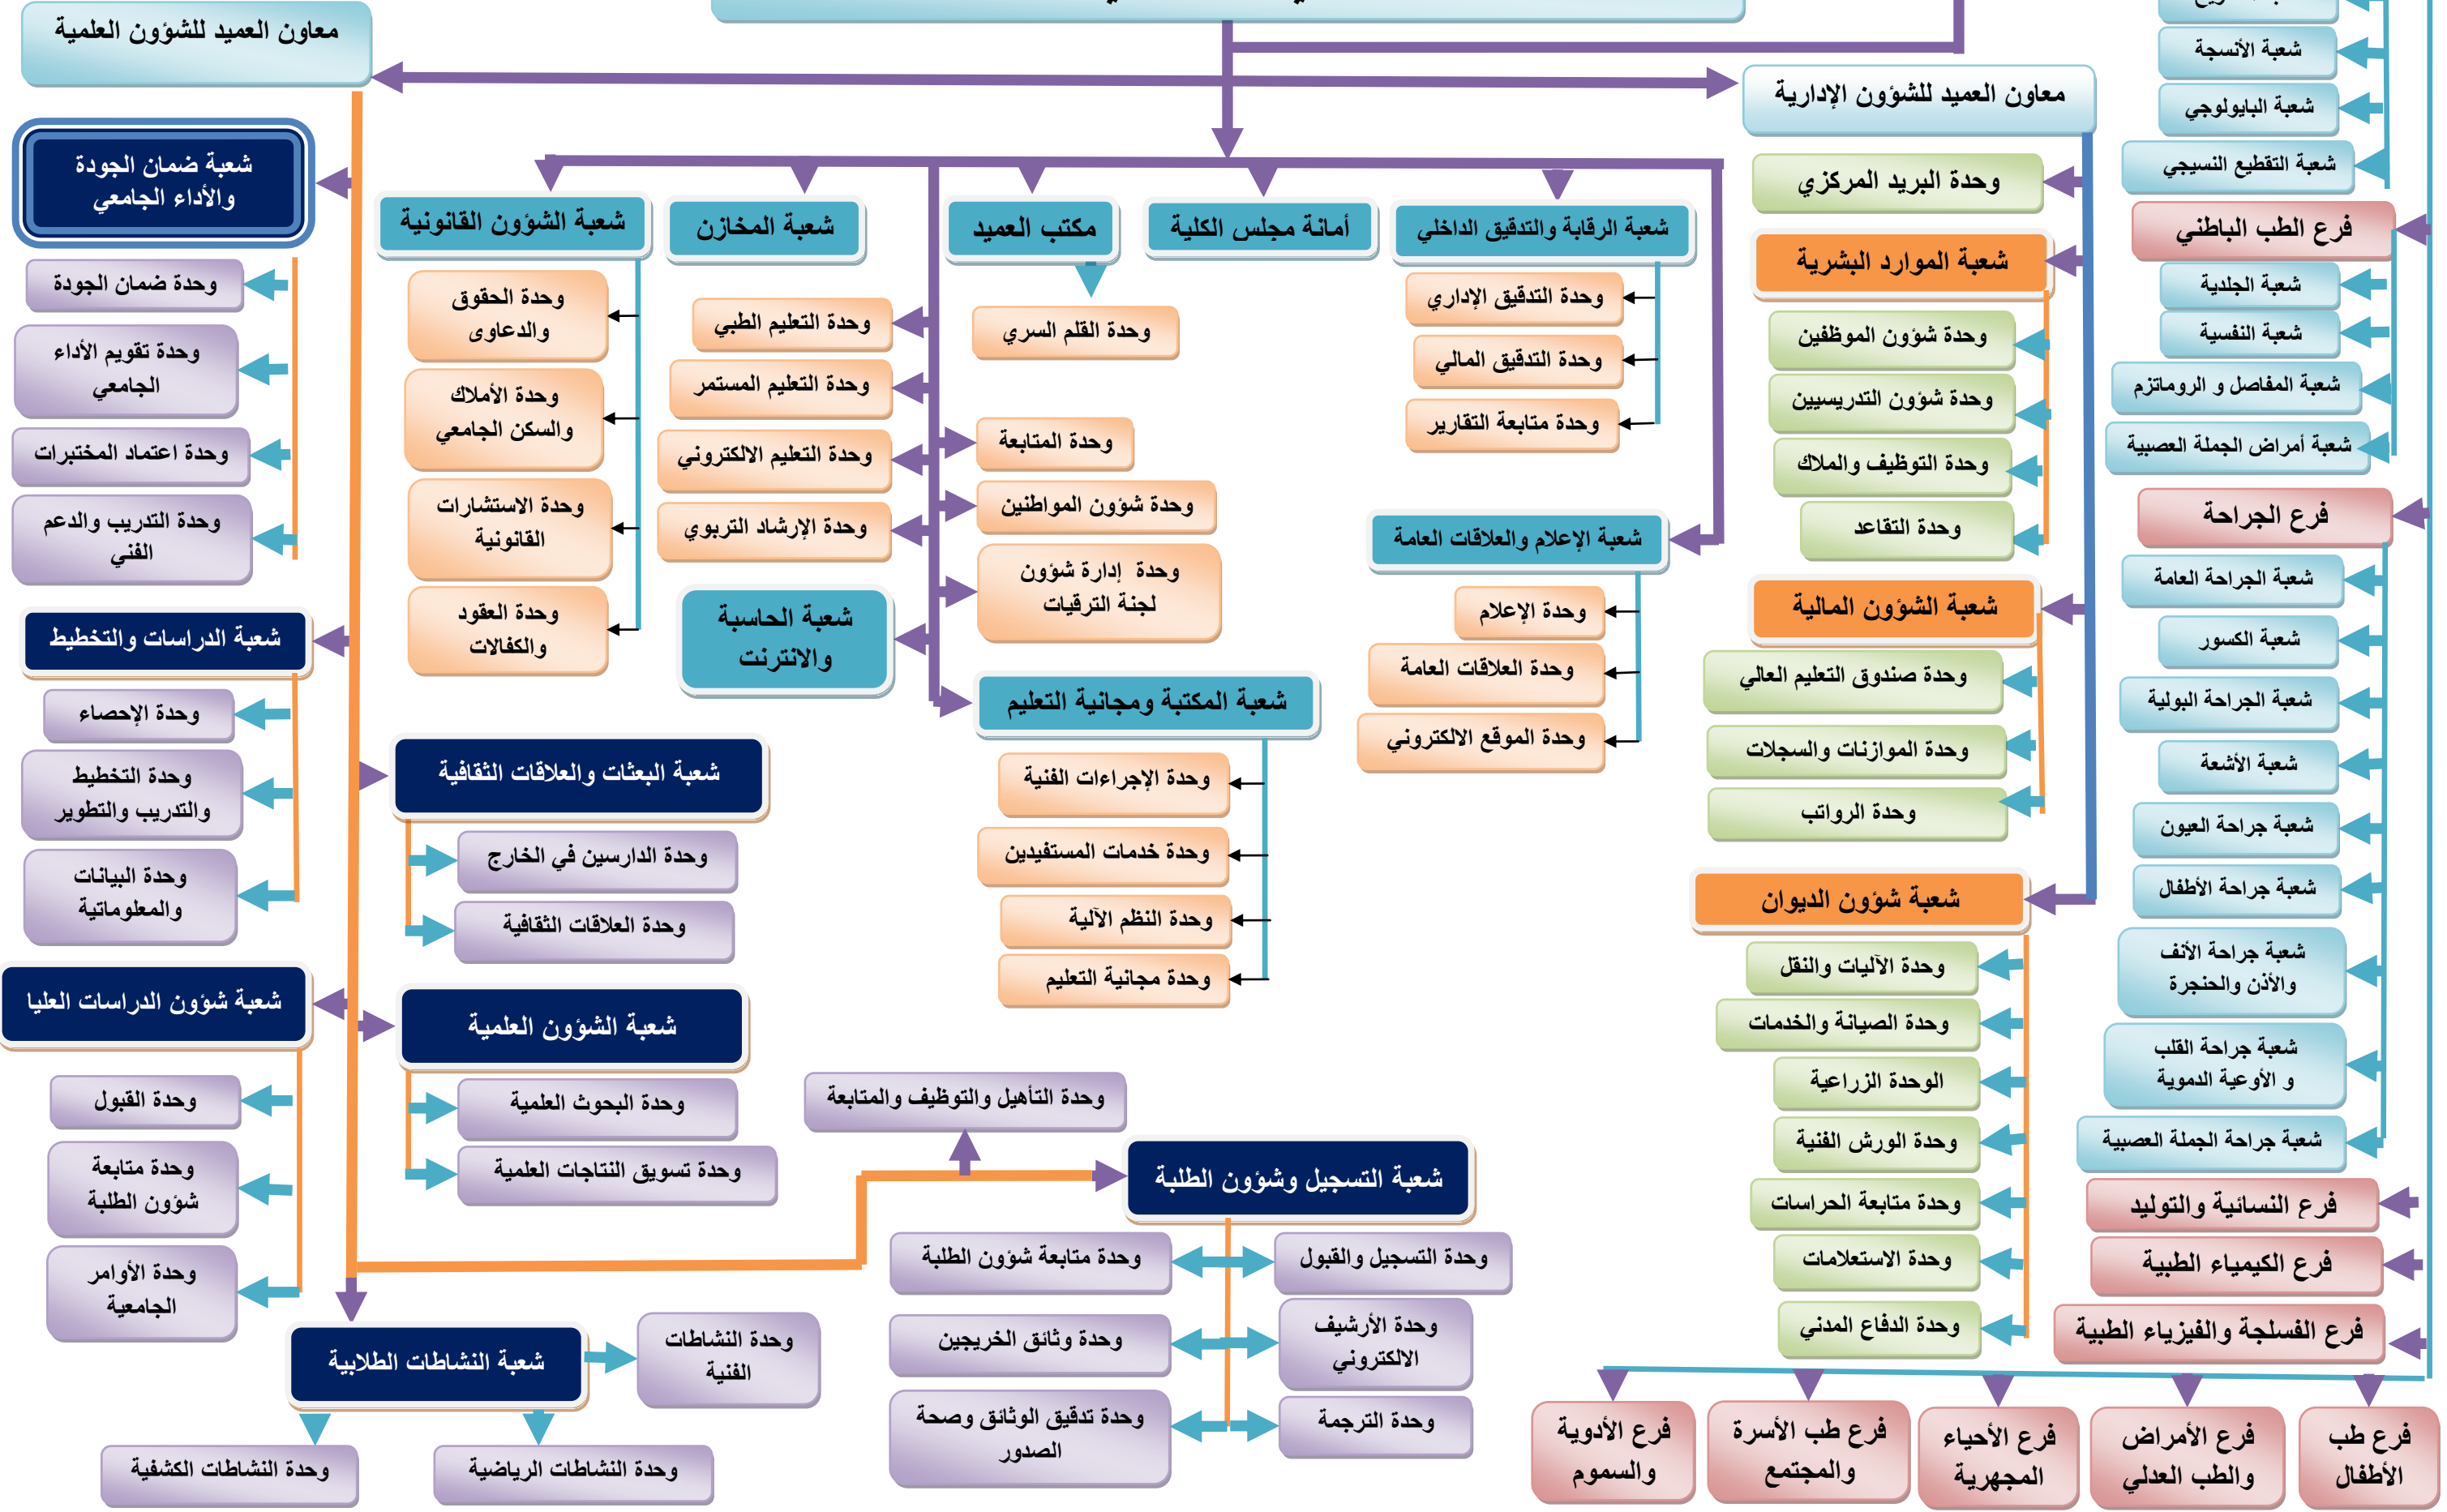 معاون العميد للشؤون العلمية
معاون العميد للشؤون الإدارية
شعبة الأنسجة
شعبة البايولوجي
شعبة التقطيع النسيجي
فرع الطب الباطني
شعبة الجلدية
شعبة النفسية
شعبة المفاصل و الروماتزم
شعبة أمراض الجملة العصبية
فرع الجراحة
شعبة الجراحة العامة
شعبة الكسور
شعبة الجراحة البولية
شعبة الأشعة
شعبة جراحة العيون
شعبة جراحة الأطفال
شعبة جراحة الأنف
والأذن والحنجرة
شعبة جراحة القلب
و الأوعية الدموية
شعبة جراحة الجملة العصبية
فرع النسائية والتوليد
فرع الكيمياء الطبية
فرع الفسلجة والفيزياء الطبية
فرع طب
الأطفال
فرع الأمراض
والطب العدلي
فرع الأحياء
المجهرية
فرع طب الأسرة
والمجتمع
فرع الأدوية
والسموم
وحدة البريد المركزي
شعبة الموارد البشرية
وحدة شؤون الموظفين
وحدة شؤون التدريسيين
وحدة التوظيف والملاك
وحدة التقاعد
شعبة الشؤون المالية
وحدة صندوق التعليم العالي
وحدة الموازنات والسجلات
وحدة الرواتب
شعبة شؤون الديوان
وحدة الآليات والنقل
وحدة الصيانة والخدمات
الوحدة الزراعية
وحدة الورش الفنية
وحدة متابعة الحراسات
وحدة الاستعلامات
وحدة الدفاع المدني
شعبة الرقابة والتدقيق الداخلي
وحدة التدقيق الإداري
وحدة التدقيق المالي
وحدة متابعة التقارير
شعبة الإعلام والعلاقات العامة
وحدة الإعلام
وحدة العلاقات العامة
وحدة الموقع الالكتروني
أمانة مجلس الكلية
مكتب العميد
وحدة القلم السري
وحدة المتابعة
وحدة شؤون المواطنين
وحدة إدارة شؤون
لجنة الترقيات
شعبة المكتبة ومجانية التعليم
وحدة الإجراءات الفنية
وحدة خدمات المستفيدين
وحدة النظم الآلية
وحدة مجانية التعليم
شعبة المخازن
وحدة التعليم الطبي
وحدة التعليم المستمر
وحدة التعليم الالكتروني
وحدة الإرشاد التربوي
شعبة الحاسبة
والانترنت
شعبة الشؤون القانونية
وحدة الحقوق
والدعاوى
وحدة الأملاك
والسكن الجامعي
وحدة الاستشارات
القانونية
وحدة العقود
والكفالات
شعبة ضمان الجودة
والأداء الجامعي
وحدة ضمان الجودة
وحدة تقويم الأداء
الجامعي
وحدة اعتماد المختبرات
وحدة التدريب والدعم
الفني
شعبة الدراسات والتخطيط
وحدة الإحصاء
وحدة التخطيط
والتدريب والتطوير
وحدة البيانات
والمعلوماتية
شعبة البعثات والعلاقات الثقافية
وحدة الدارسين في الخارج
وحدة العلاقات الثقافية
شعبة شؤون الدراسات العليا
وحدة القبول
وحدة متابعة
شؤون الطلبة
وحدة الأوامر
الجامعية
شعبة الشؤون العلمية
وحدة البحوث العلمية
وحدة تسويق النتاجات العلمية
وحدة التأهيل والتوظيف والمتابعة
شعبة التسجيل وشؤون الطلبة
وحدة التسجيل والقبول
وحدة متابعة شؤون الطلبة
وحدة الأرشيف
الالكتروني
وحدة وثائق الخريجين
وحدة الترجمة
وحدة تدقيق الوثائق وصحة
الصدور
شعبة النشاطات الطلابية
وحدة النشاطات
الفنية
وحدة النشاطات الرياضية
وحدة النشاطات الكشفية